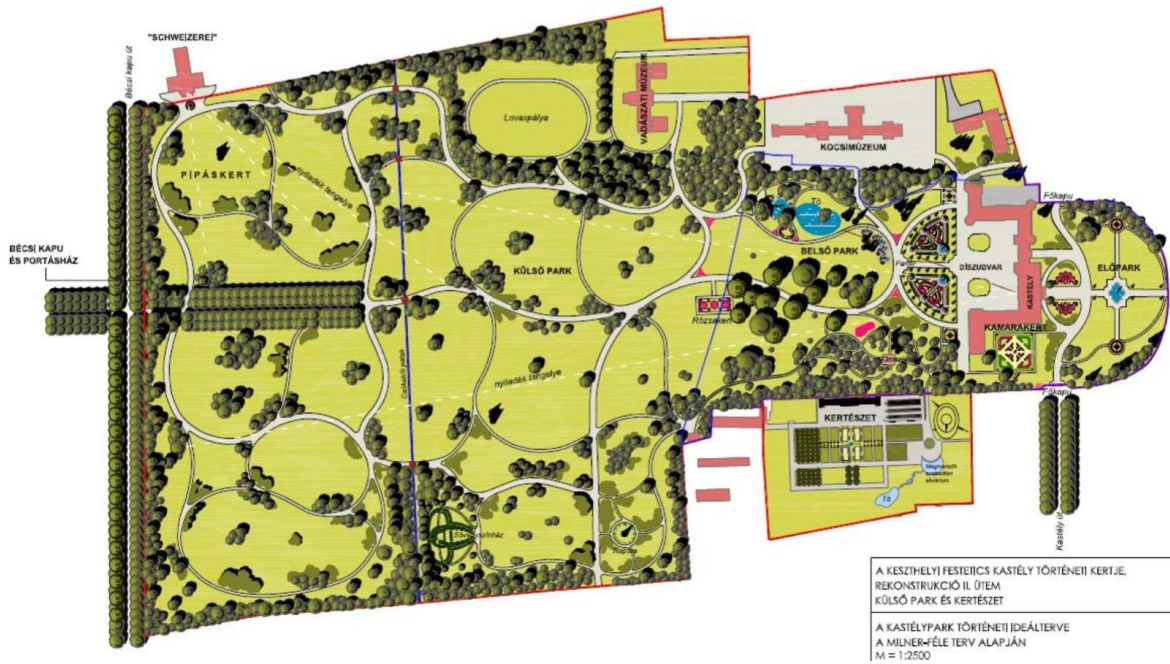 "SCHWEIZEREI"
Bécsi kapu út
Lovaspálya
VADÁSZATI MÚZEUM
KOCSIMÚZEUM
PIPÁSKERT
nyiladék tengelye
Tó
Főkapu
BÉCSI KAPU
ÉS PORTÁSHÁZ
KÜLSŐ PARK
BELSŐ PARK
Parter
DÍSZUDVAR
KASTÉLY
ELŐPARK
Rózsakert
KAMARAKERT
nyiladék tengelye
Főkapu
KERTÉSZET
Tó
Kastély út
A KESZTHELYI FESTETICS KASTÉLY TÖRTÉNETI KERTJE,
REKONSTRUKCIÓ II. ÜTEM
KÜLSŐ PARK ÉS KERTÉSZET
A KASTÉLYPARK TÖRTÉNETI IDEÁLTERVE
A MILNER-FÉLE TERV ALAPJÁN
M = 1:2500